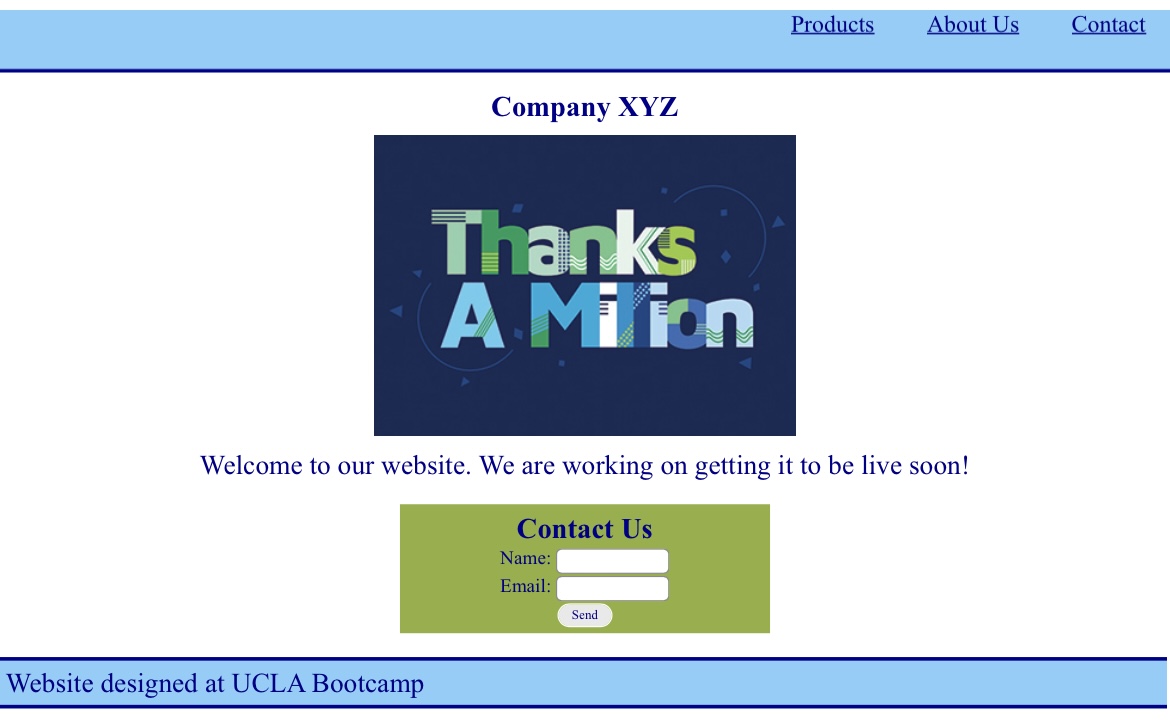 Products About Us Contact
Company XYZ
Thanks
A Million
Welcome to our website. We are working on getting it to be live soon!
Contact Us
Name:
Email:
Send
Website designed at UCLA Bootcamp